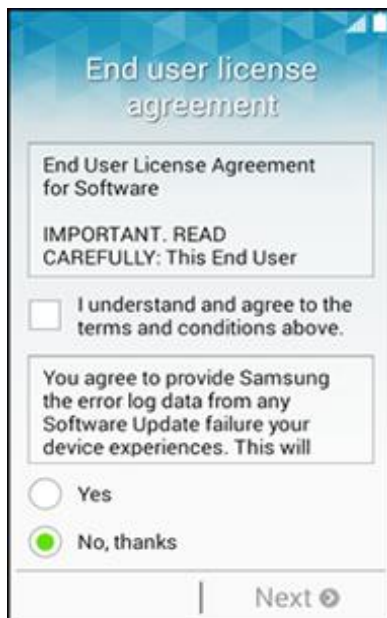 End user license
agreement
End User License Agreement
for Software
IMPORTANT. READ
CAREFULLY: This End User
I understand and agree to the
terms and conditions above.
You agree to provide Samsung
the error log data from any
Software Update failure your
device experiences. This will
Yes
No, thanks
Next